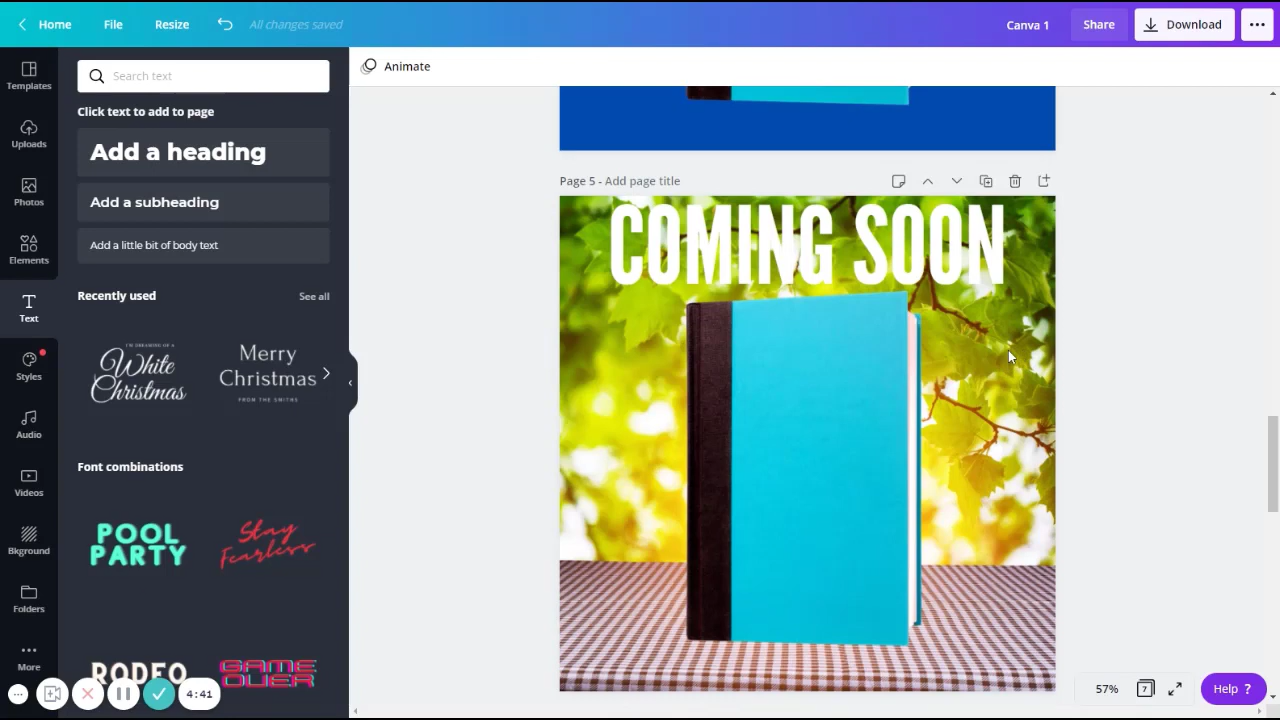 Home
File
Resize
All changes saved
Canva 1
Share
Download
Templates
Uploads
Photos
Elements
Text
Styles
Audio
Videos
Bkground
Folders
More
Search text
Click text to add to page
Add a heading
Add a subheading
Add a little bit of body text
Recently used
See all
I'M DREAMING OF A
White
Christmas
Merry
Christmas
FROM THE SMITHS
Font combinations
POOL
PARTY
Stay
Fearless
RODEO
GAME
OVER
4:41
Animate
Page 5 - Add page title
COMING SOON
57%
7
Help ?